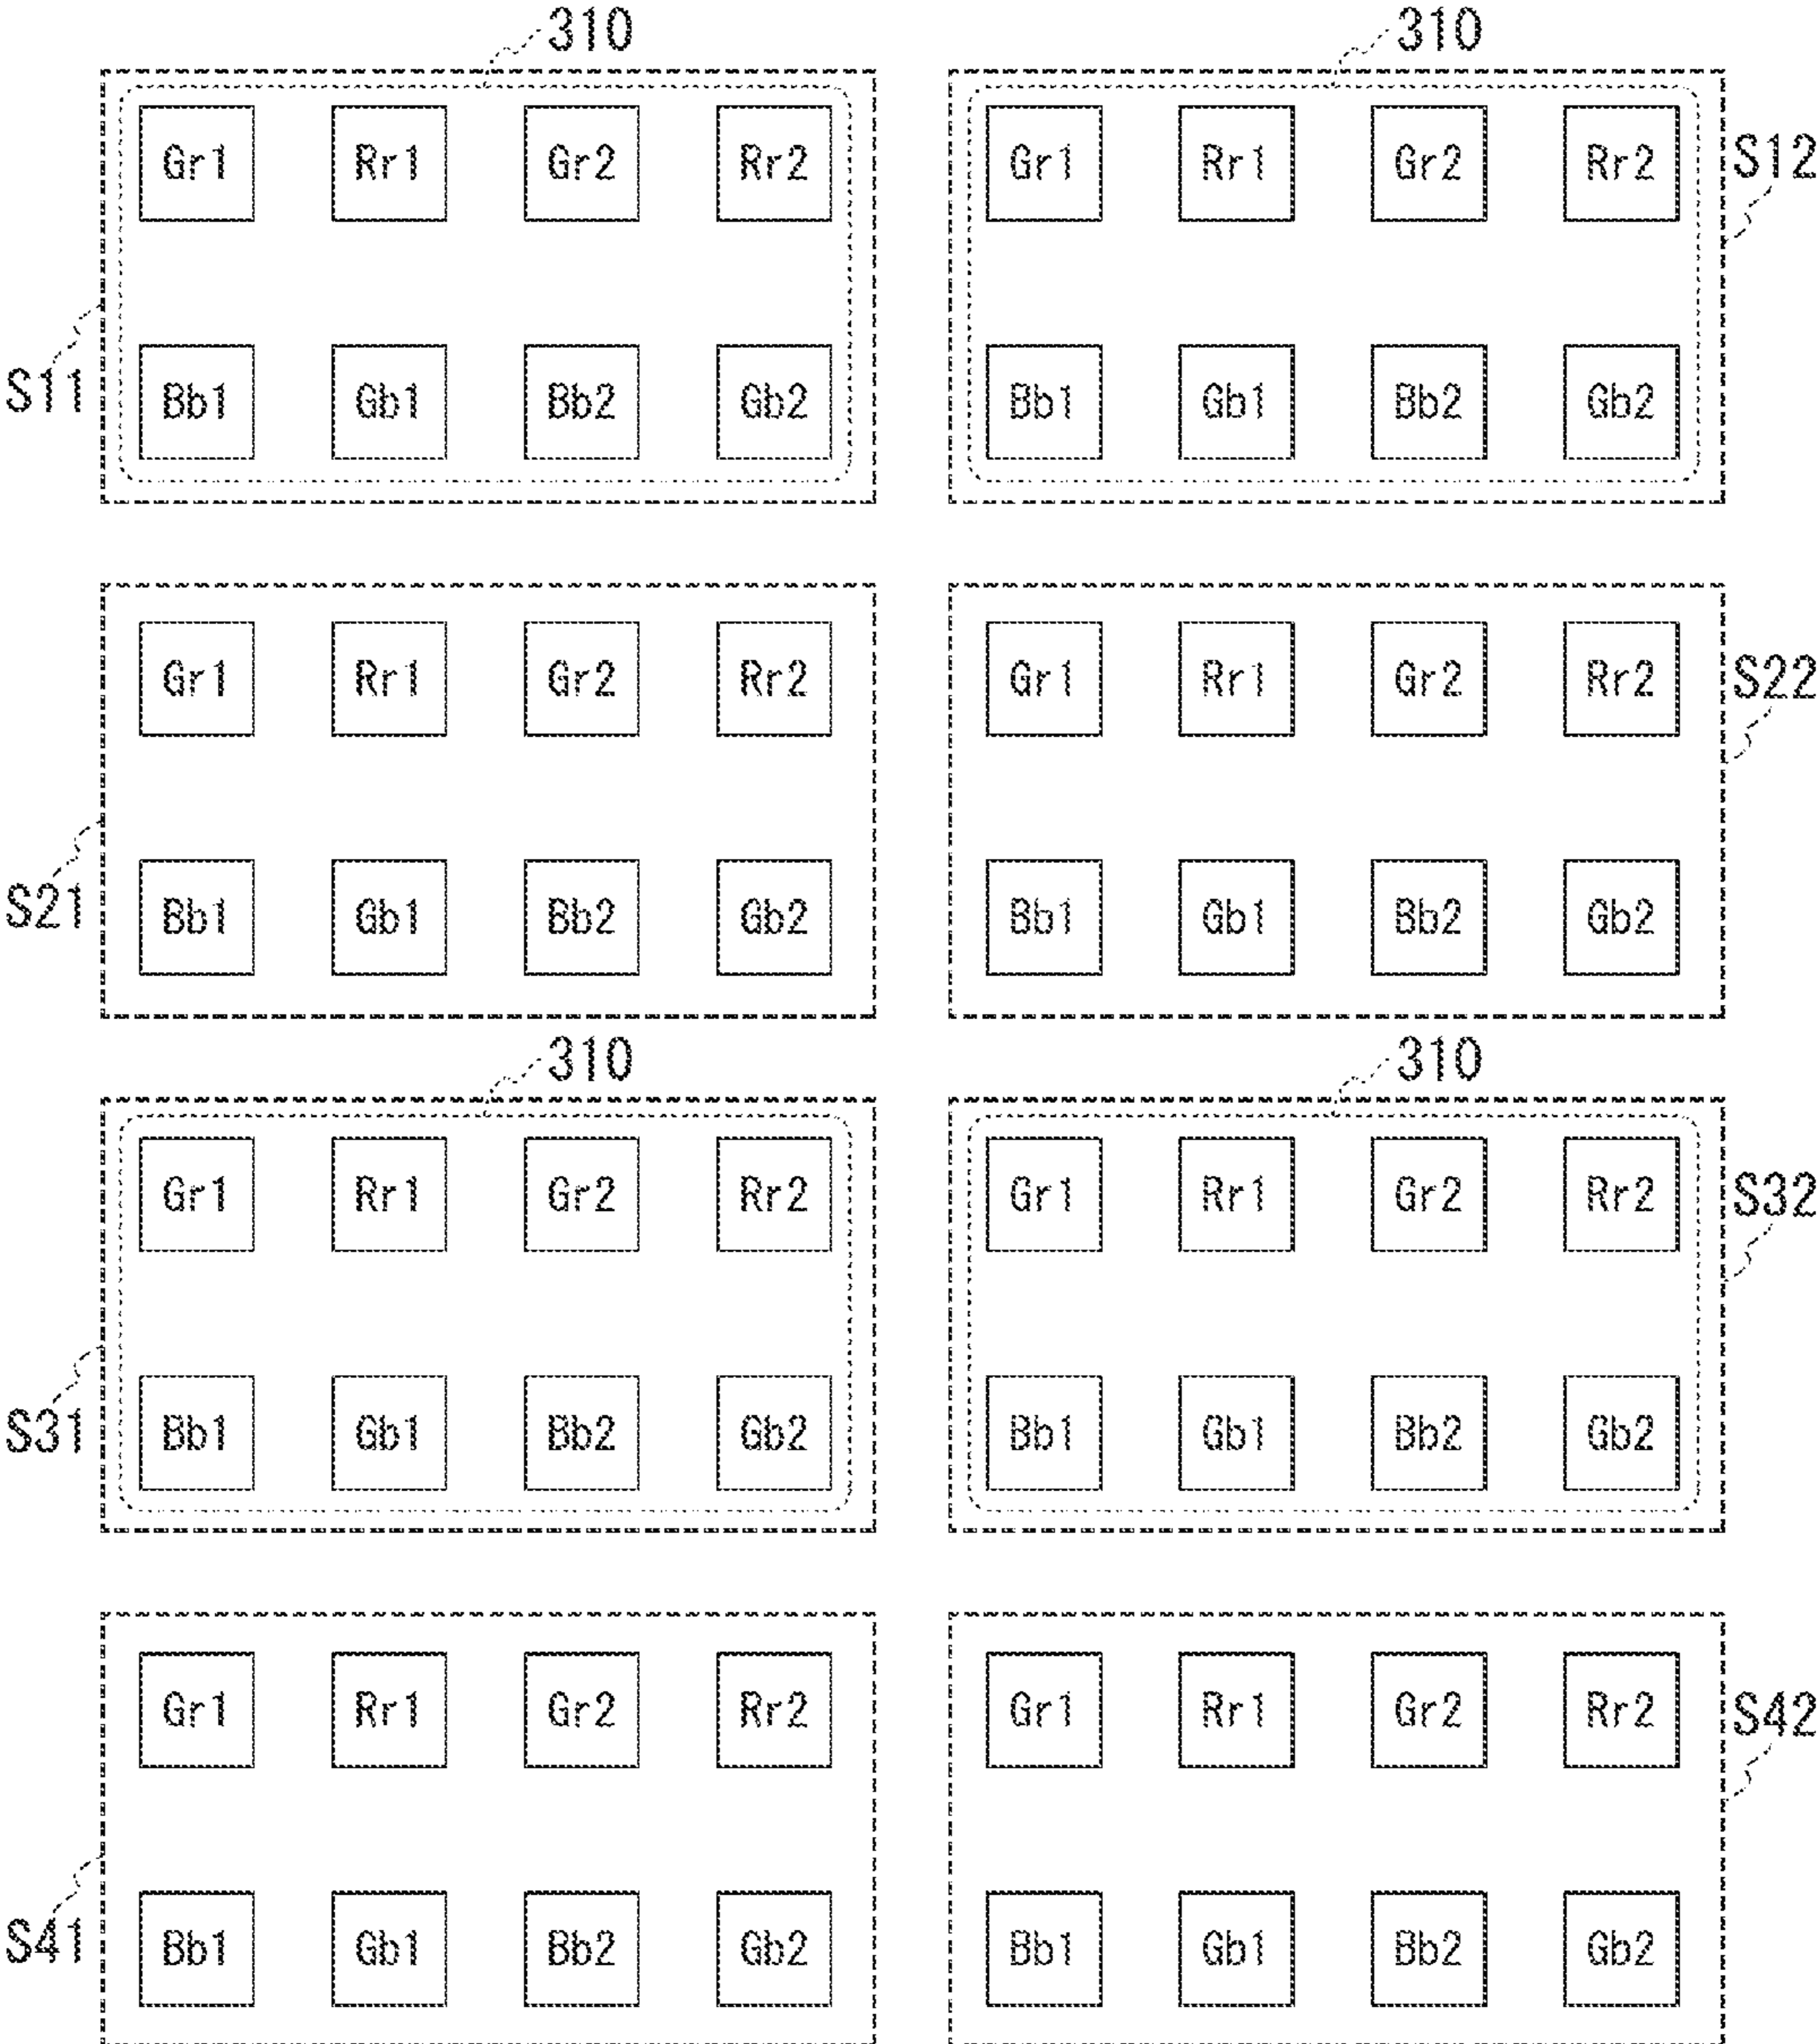 310 310
Gr1 Rr1 Gr2 Rr2 Gr1 Rr1 Gr2 Rr2 S12
S11 Bb1 Gb1 Bb2 Gb2 Bb1 Gb1 Bb2 Gb2
Gr1 Rr1 Gr2 Rr2 Gr1 Rr1 Gr2 Rr2 S22
S21 Bb1 Gb1 Bb2 Gb2 Bb1 Gb1 Bb2 Gb2
310 310
Gr1 Rr1 Gr2 Rr2 Gr1 Rr1 Gr2 Rr2 S32
S31 Bb1 Gb1 Bb2 Gb2 Bb1 Gb1 Bb2 Gb2
Gr1 Rr1 Gr2 Rr2 Gr1 Rr1 Gr2 Rr2 S42
S41 Bb1 Gb1 Bb2 Gb2 Bb1 Gb1 Bb2 Gb2